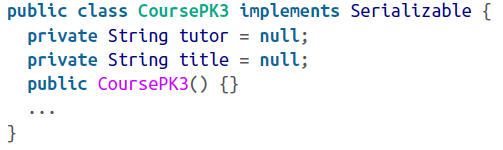 public class CoursePK3 implements Serializable {
  private String tutor = null;
  private String title = null;
  public CoursePK3() {}
  ...
}